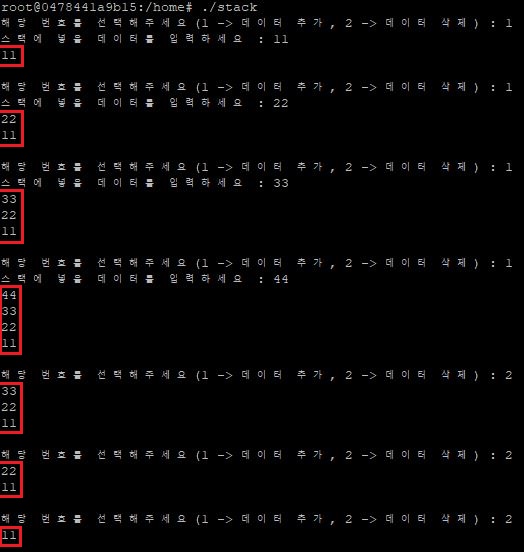 root@0478441a9b15:/home# ./stack
해당 번호를 선택해주세요(1 -> 데이터 추가, 2 -> 데이터 삭제) : 1
스택에 넣을 데이터를 입력하세요 : 11
11
해당 번호를 선택해주세요(1 -> 데이터 추가, 2 -> 데이터 삭제) : 1
스택에 넣을 데이터를 입력하세요 : 22
22
11
해당 번호를 선택해주세요(1 -> 데이터 추가, 2 -> 데이터 삭제) : 1
스택에 넣을 데이터를 입력하세요 : 33
33
22
11
해당 번호를 선택해주세요(1 -> 데이터 추가, 2 -> 데이터 삭제) : 1
스택에 넣을 데이터를 입력하세요 : 44
44
33
22
11
해당 번호를 선택해주세요(1 -> 데이터 추가, 2 -> 데이터 삭제) : 2
33
22
11
해당 번호를 선택해주세요(1 -> 데이터 추가, 2 -> 데이터 삭제) : 2
22
11
해당 번호를 선택해주세요(1 -> 데이터 추가, 2 -> 데이터 삭제) : 2
11